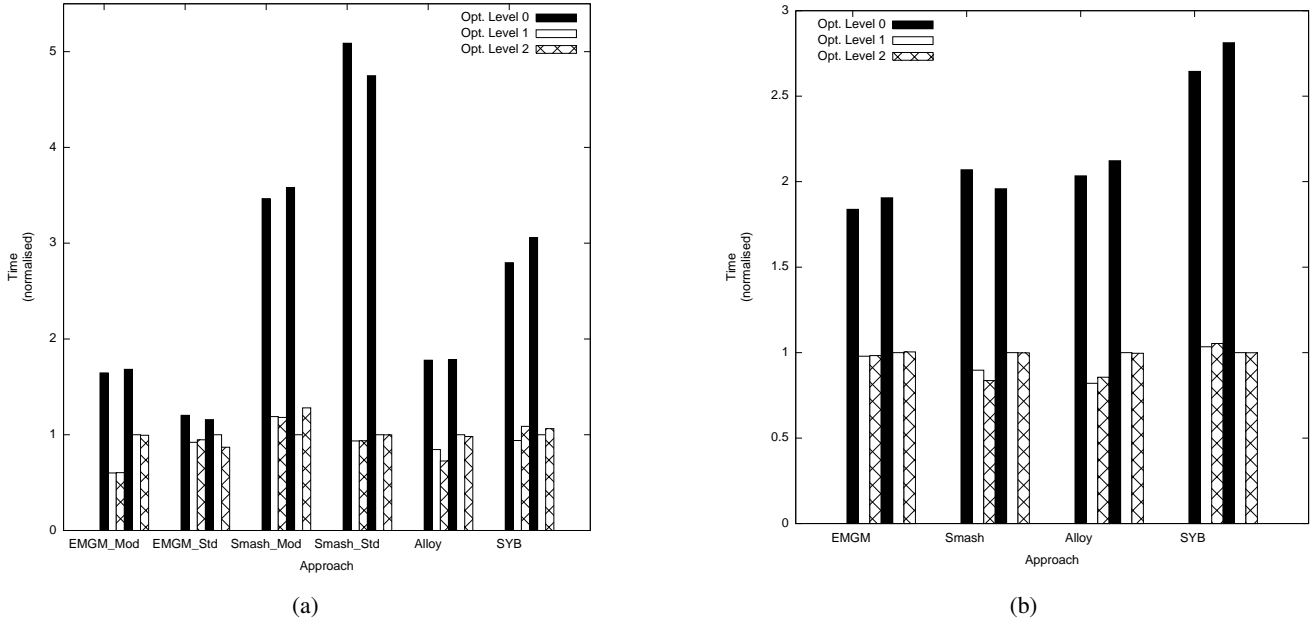 Opt. Level 0
Opt. Level 1
Opt. Level 2
5
4
3
2
1
0
Time
(normalised)
EMGM_Mod EMGM_Std Smash_Mod Smash_Std Alloy SYB
Approach
(a)
Opt. Level 0
Opt. Level 1
Opt. Level 2
3
2.5
2
1.5
1
0.5
0
Time
(normalised)
EMGM Smash Alloy SYB
Approach
(b)